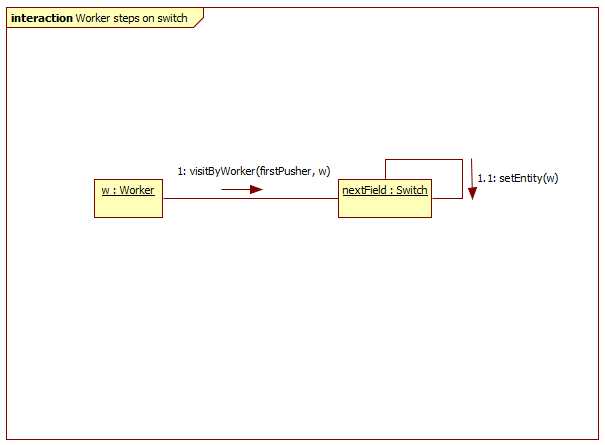 interaction Worker steps on switch
1: visitByWorker(firstPusher, w)
w : Worker
nextField : Switch
1.1: setEntity(w)